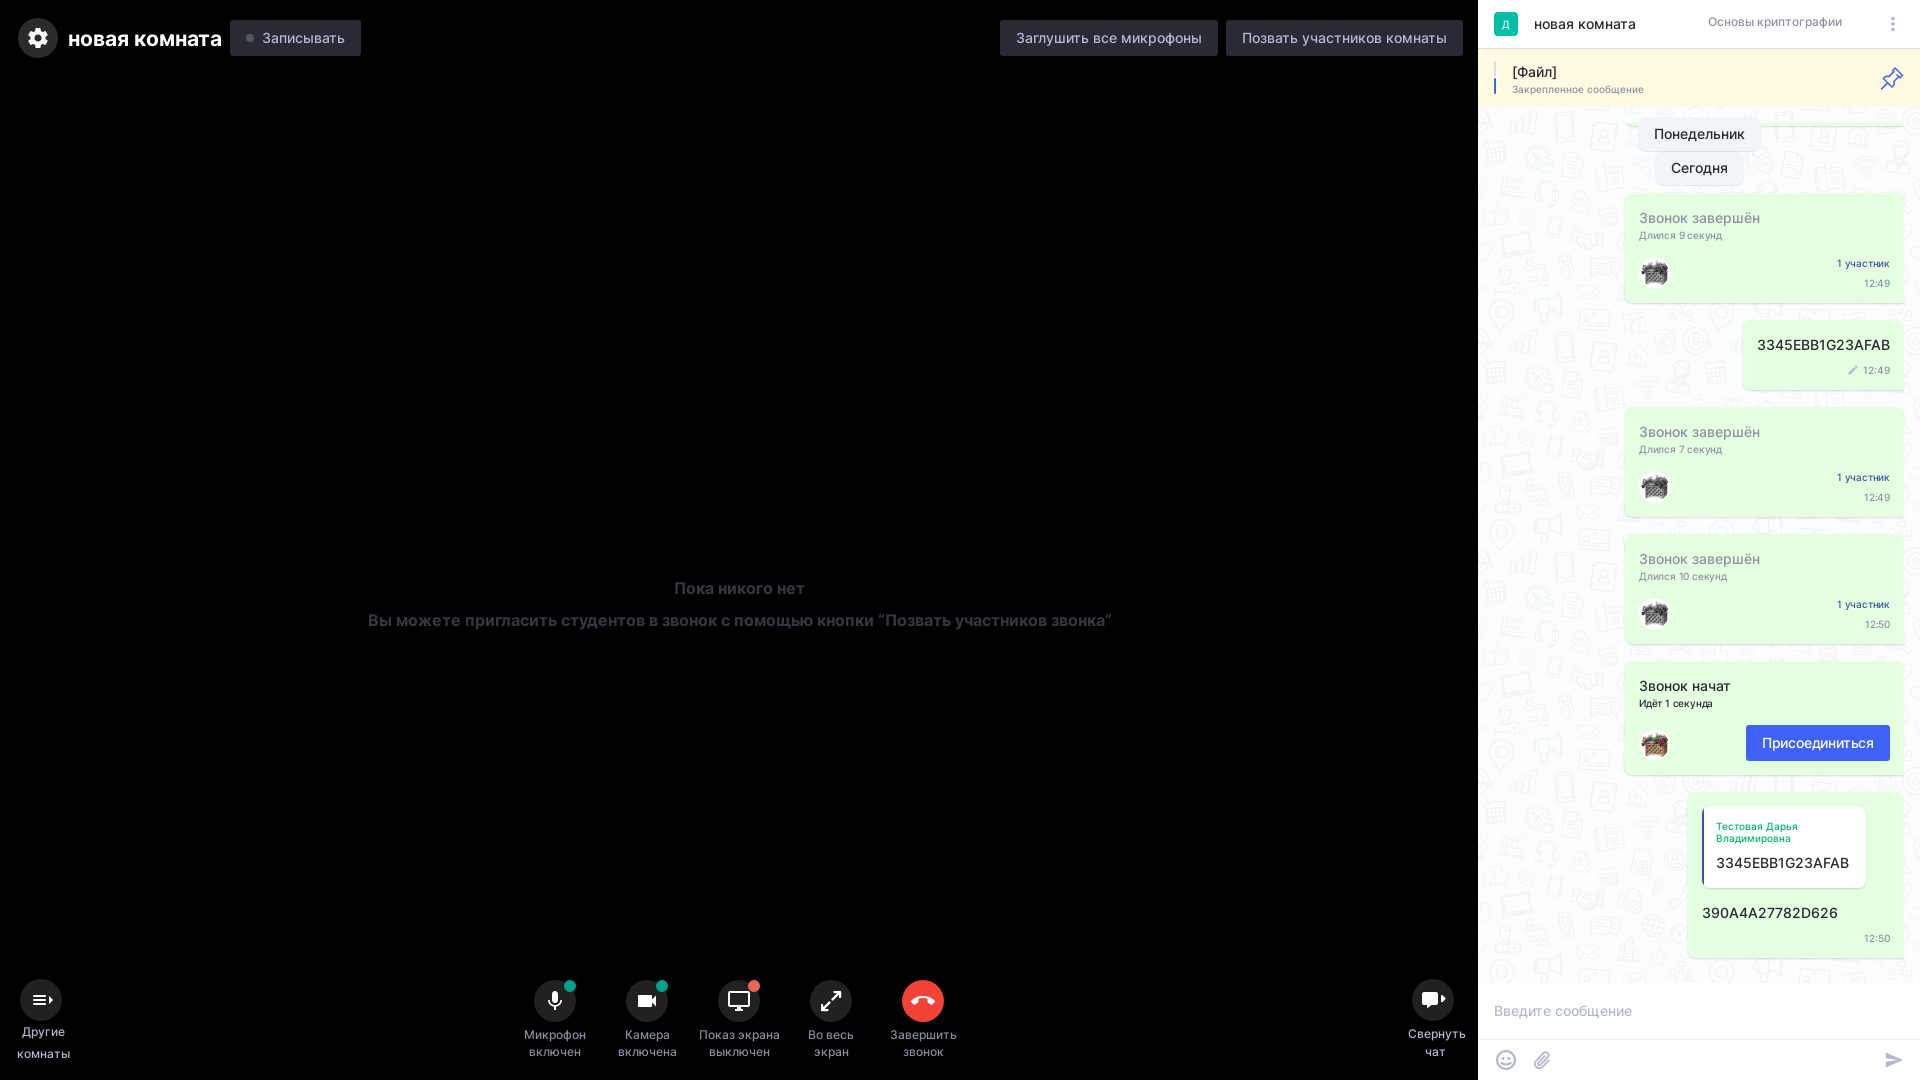 новая комната
Записывать
Заглушить все микрофоны
Позвать участников комнаты
Пока никого нет
Вы можете пригласить студентов в звонок с помощью кнопки “Позвать участников звонка”
Другие
комнаты
Микрофон
включен
Камера
включена
Показ экрана
выключен
Во весь
экран
Завершить
звонок
Свернуть
чат
Д
новая комната
Основы криптографии
[Файл]
Закрепленное сообщение
Понедельник
Сегодня
Звонок завершён
Длился 9 секунд
1 участник
12:49
3345EBB1G23AFAB
12:49
Звонок завершён
Длился 7 секунд
1 участник
12:49
Звонок завершён
Длился 10 секунд
1 участник
12:50
Звонок начат
Идёт 1 секунда
Присоединиться
Тестовая Дарья
Владимировна
3345EBB1G23AFAB
390A4A27782D626
12:50
Введите сообщение